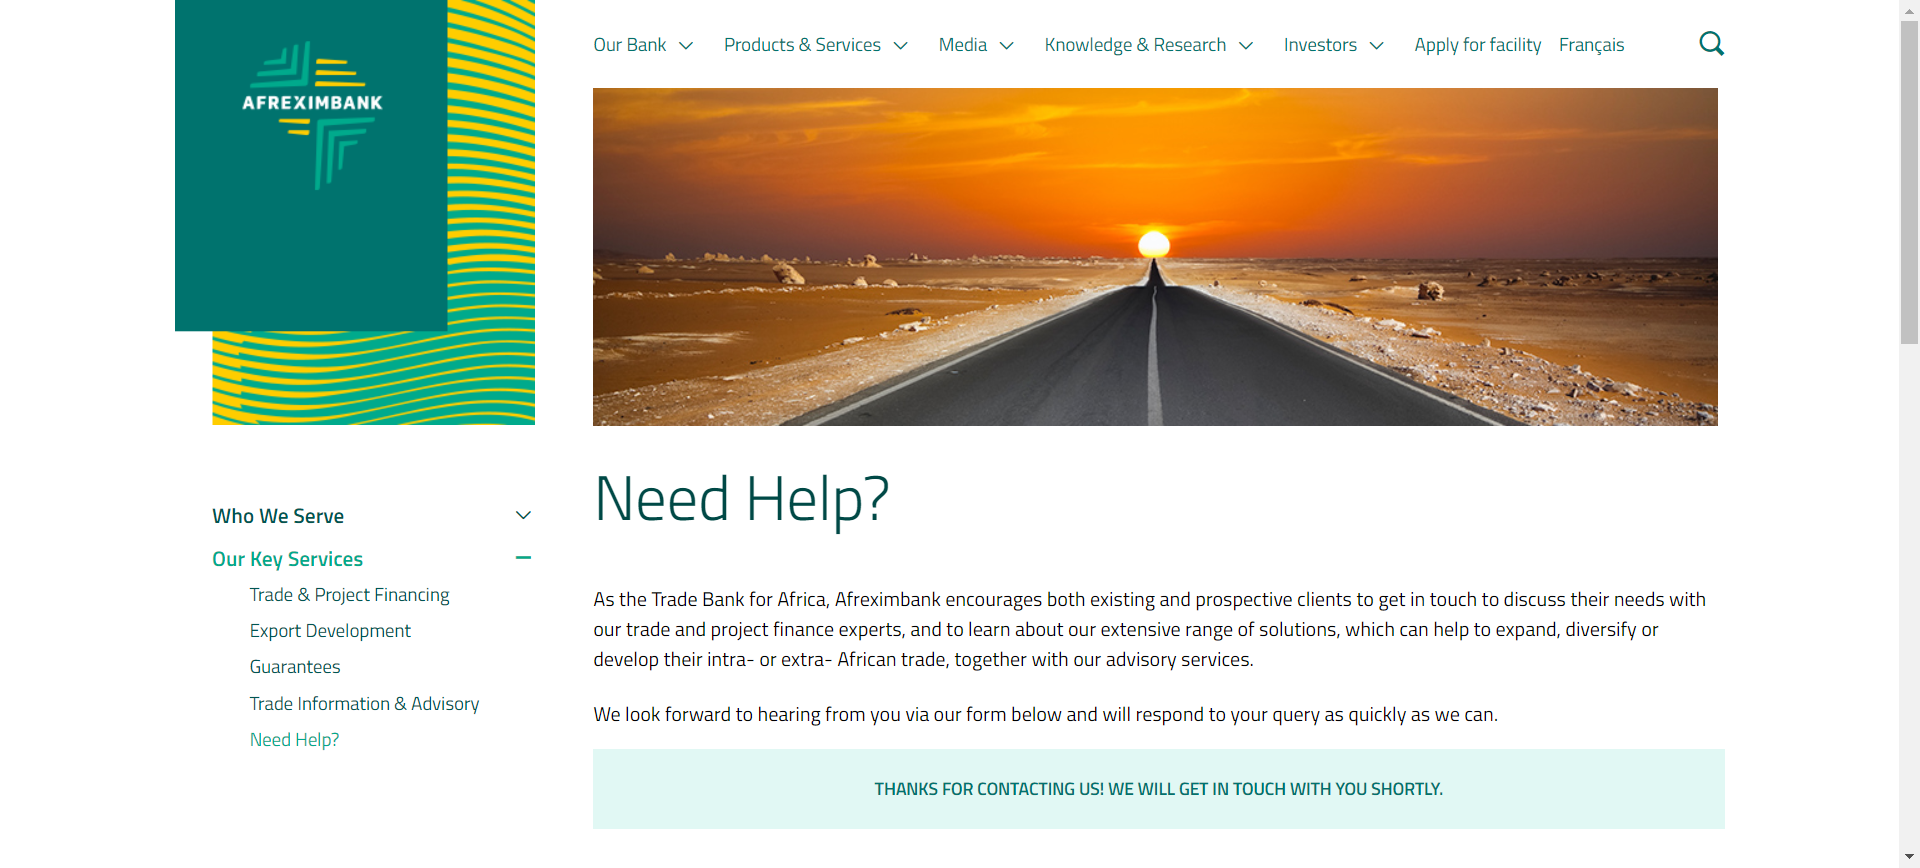 AFREXIMBANK
Our Bank
Products & Services
Media
Knowledge & Research
Investors
Apply for facility
Français
Who We Serve
Our Key Services
Trade & Project Financing
Export Development
Guarantees
Trade Information & Advisory
Need Help?
Need Help?
As the Trade Bank for Africa, Afreximbank encourages both existing and prospective clients to get in touch to discuss their needs with
our trade and project finance experts, and to learn about our extensive range of solutions, which can help to expand, diversify or
develop their intra- or extra- African trade, together with our advisory services.
We look forward to hearing from you via our form below and will respond to your query as quickly as we can.
THANKS FOR CONTACTING US! WE WILL GET IN TOUCH WITH YOU SHORTLY.